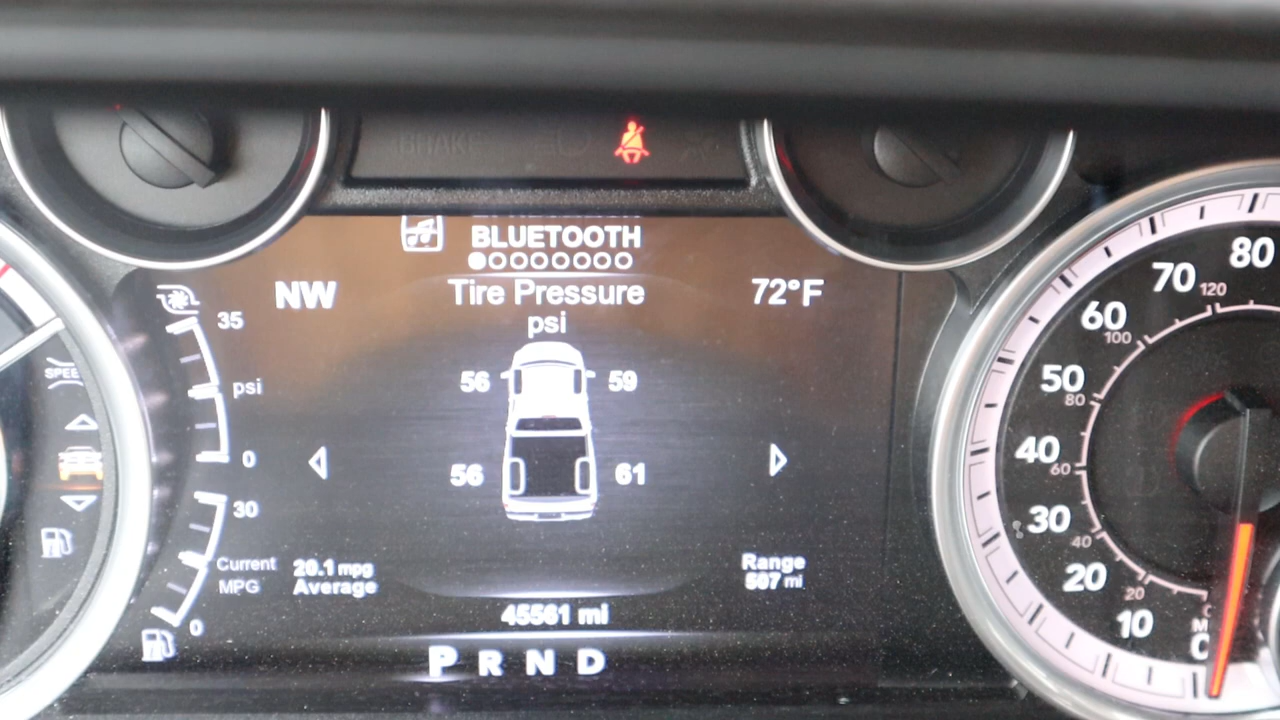 BRAKE
BLUETOOTH
NW
Tire Pressure
72°F
psi
35
psi
0
56
59
56
61
30
0
Current
MPG
20.1 mpg
Average
Range
507 mi
45561 mi
P R N D
80
70
120
60
100
50
80
40
60
30
40
20
20
10
0